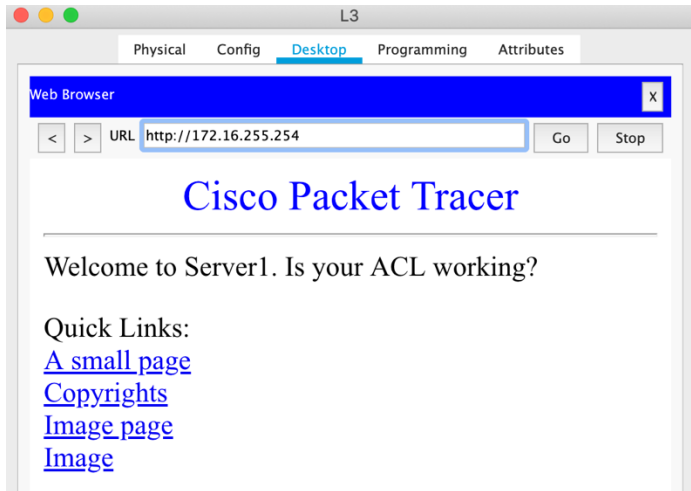 L3
Physical Config Desktop Programming Attributes
Web Browser X
< > URL http://172.16.255.254 Go Stop
Cisco Packet Tracer
Welcome to Server1. Is your ACL working?
Quick Links:
A small page
Copyrights
Image page
Image